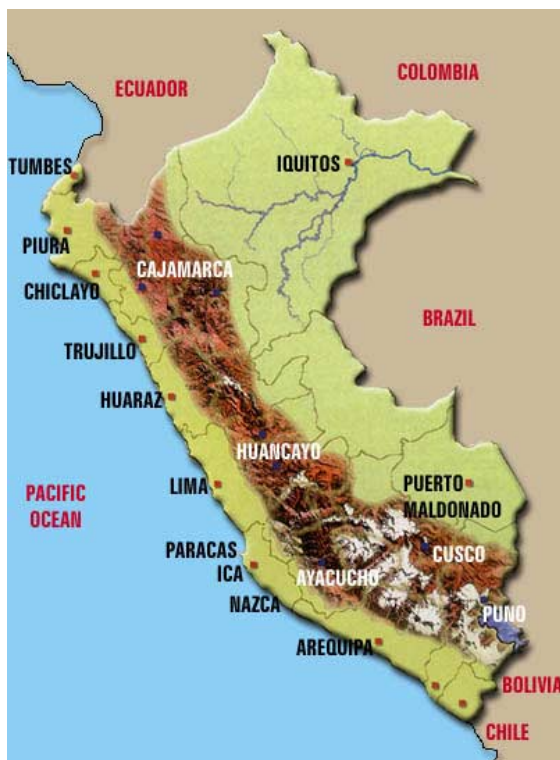 COLOMBIA
ECUADOR
IQUITOS
TUMBES
PIURA
CAJAMARCA
CHICLAYO
BRAZIL
TRUJILLO
HUARAZ
HUANCAYO
LIMA
PUERTO
MALDONADO
PACIFIC
OCEAN
PARACAS
CUSCO
ICA
AYACUCHO
NAZCA
PUNO
AREQUIPA
BOLIVIA
CHILE